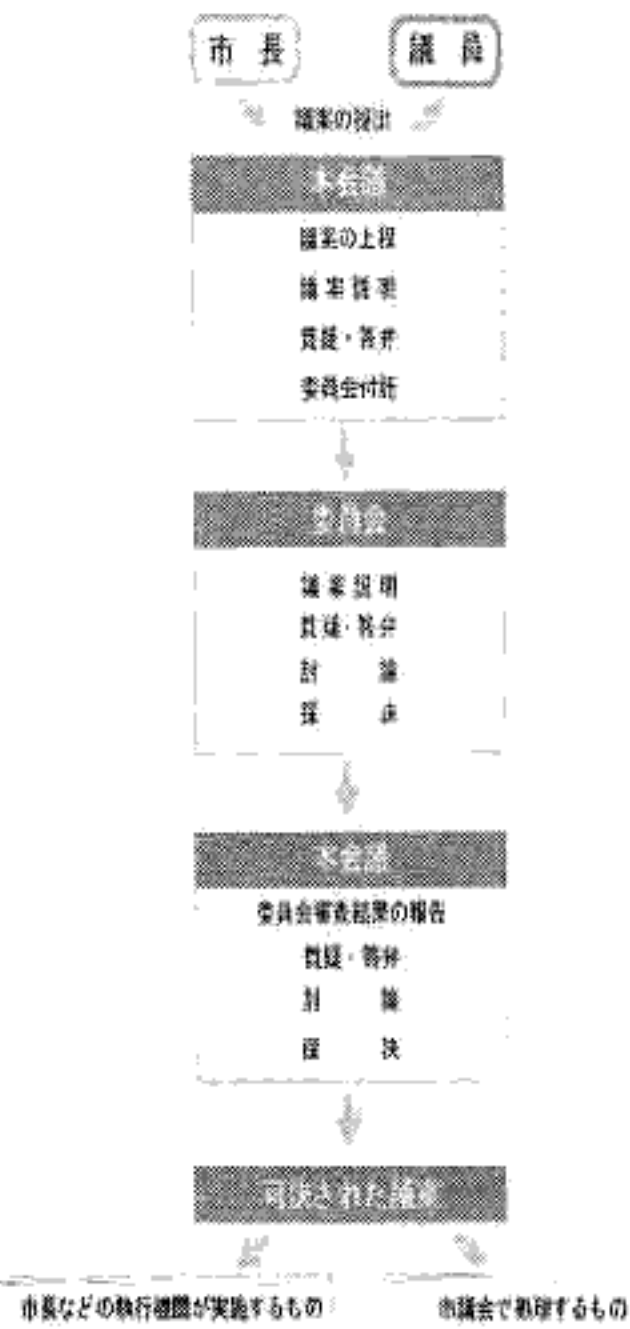 市長
議員
議案の提出
本会議
議案の上程
議案説明
質疑・答弁
委員会付託
委員会
議案説明
質疑・答弁
討論
採決
本会議
委員会審査結果の報告
質疑・答弁
討論
採決
可決された議案
市長などの執行機関が実施するもの
市議会で処理するもの